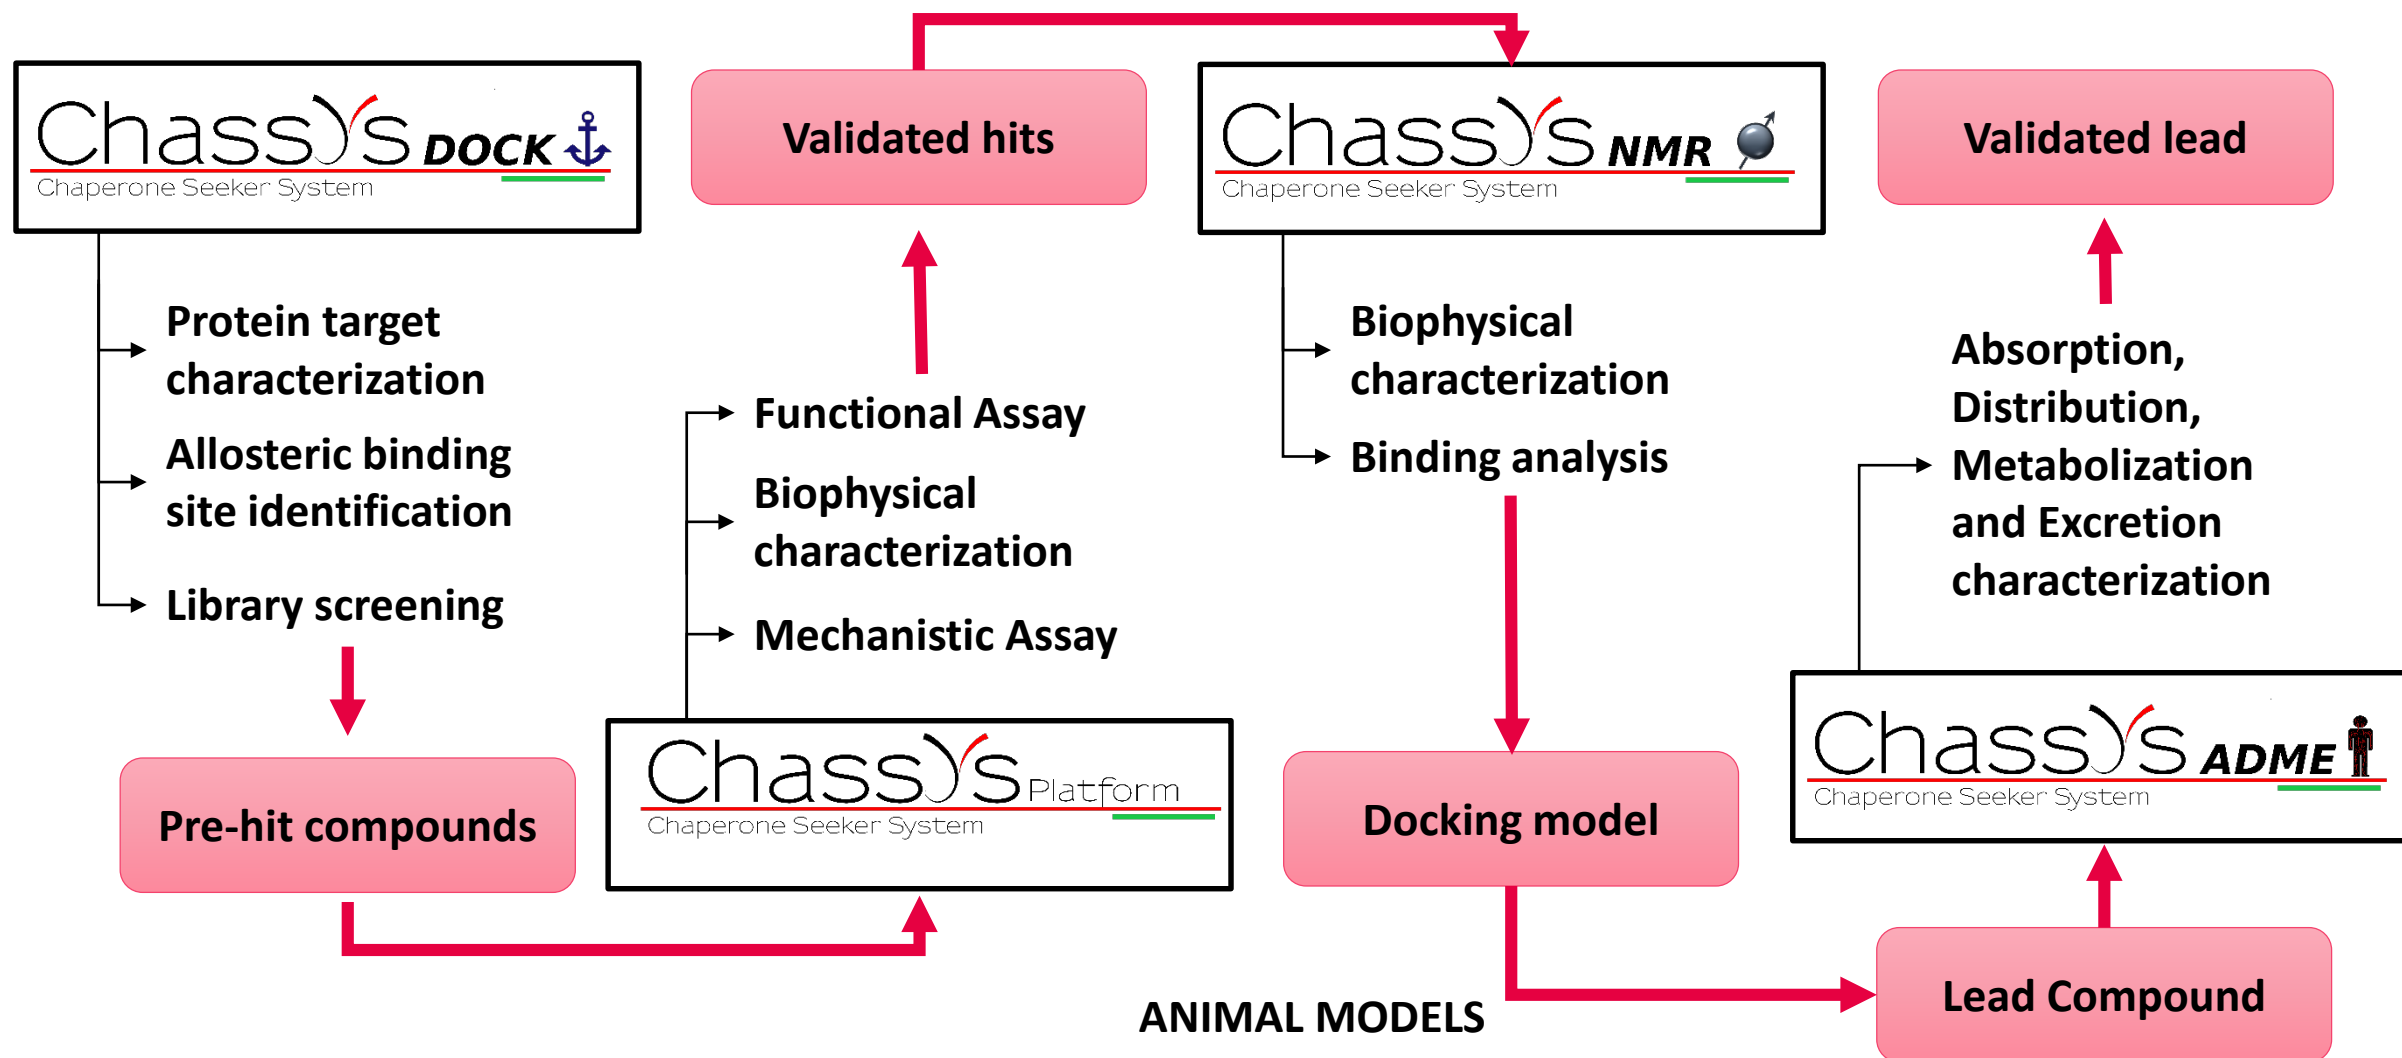 Chassys DOCK
Chaperone Seeker System
Protein target
characterization
Allosteric binding
site identification
Library screening
Pre-hit compounds
Chassys Platform
Chaperone Seeker System
Functional Assay
Biophysical
characterization
Mechanistic Assay
Validated hits
Chassys NMR
Chaperone Seeker System
Biophysical
characterization
Binding analysis
Docking model
ANIMAL MODELS
Lead Compound
Chassys ADME
Chaperone Seeker System
Absorption,
Distribution,
Metabolization
and Excretion
characterization
Validated lead